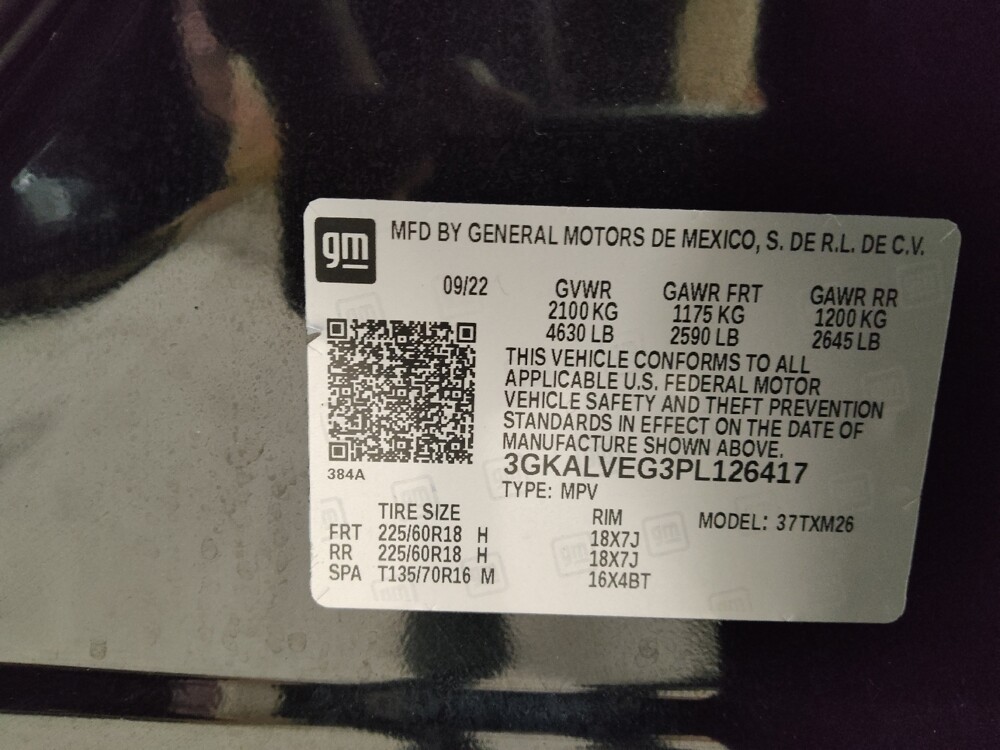 gm
MFD BY GENERAL MOTORS DE MEXICO, S. DE R.L. DE C.V.
09/22 GVWR GAWR FRT GAWR RR
2100 KG 1175 KG 1200 KG
4630 LB 2590 LB 2645 LB
THIS VEHICLE CONFORMS TO ALL
APPLICABLE U.S. FEDERAL MOTOR
VEHICLE SAFETY AND THEFT PREVENTION
STANDARDS IN EFFECT ON THE DATE OF
MANUFACTURE SHOWN ABOVE.
384A
3GKALVEG3PL126417
TYPE: MPV
TIRE SIZE RIM MODEL: 37TXM26
FRT 225/60R18 H 18X7J
RR 225/60R18 H 18X7J
SPA T135/70R16 M 16X4BT